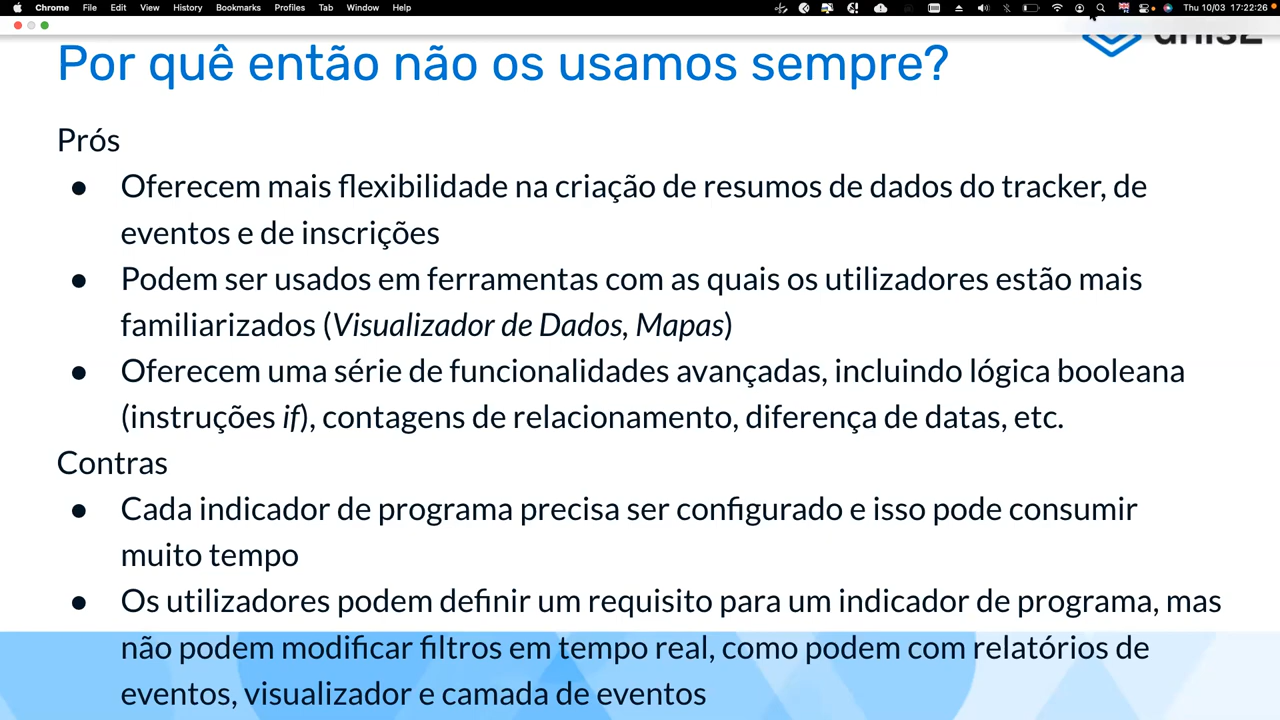 Chrome File Edit View History Bookmarks Profiles Tab Window Help Thu 10/03 17:22:26
Por quê então não os usamos sempre?
Prós
● Oferecem mais flexibilidade na criação de resumos de dados do tracker, de
eventos e de inscrições
● Podem ser usados em ferramentas com as quais os utilizadores estão mais
familiarizados (Visualizador de Dados, Mapas)
● Oferecem uma série de funcionalidades avançadas, incluindo lógica booleana
(instruções if), contagens de relacionamento, diferença de datas, etc.
Contras
● Cada indicador de programa precisa ser configurado e isso pode consumir
muito tempo
● Os utilizadores podem definir um requisito para um indicador de programa, mas
não podem modificar filtros em tempo real, como podem com relatórios de
eventos, visualizador e camada de eventos